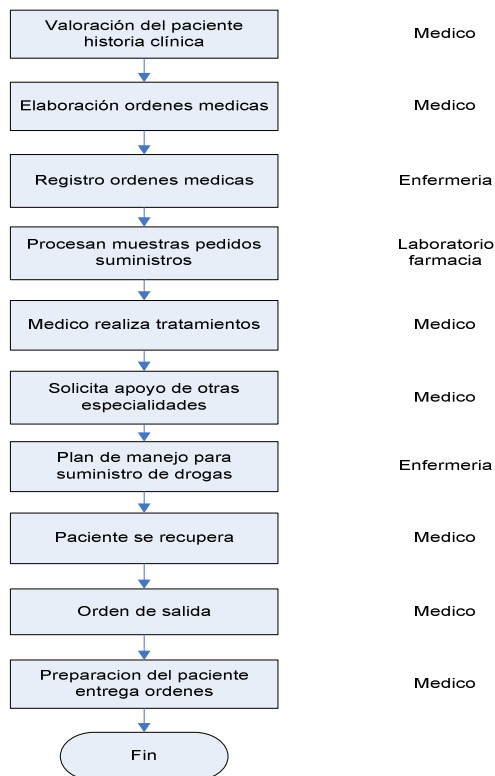 Valoración del paciente
historia clínica
Medico
Elaboración ordenes medicas
Medico
Registro ordenes medicas
Enfermeria
Procesan muestras pedidos
suministros
Laboratorio
farmacia
Medico realiza tratamientos
Medico
Solicita apoyo de otras
especialidades
Medico
Plan de manejo para
suministro de drogas
Enfermeria
Paciente se recupera
Medico
Orden de salida
Medico
Preparacion del paciente
entrega ordenes
Medico
Fin